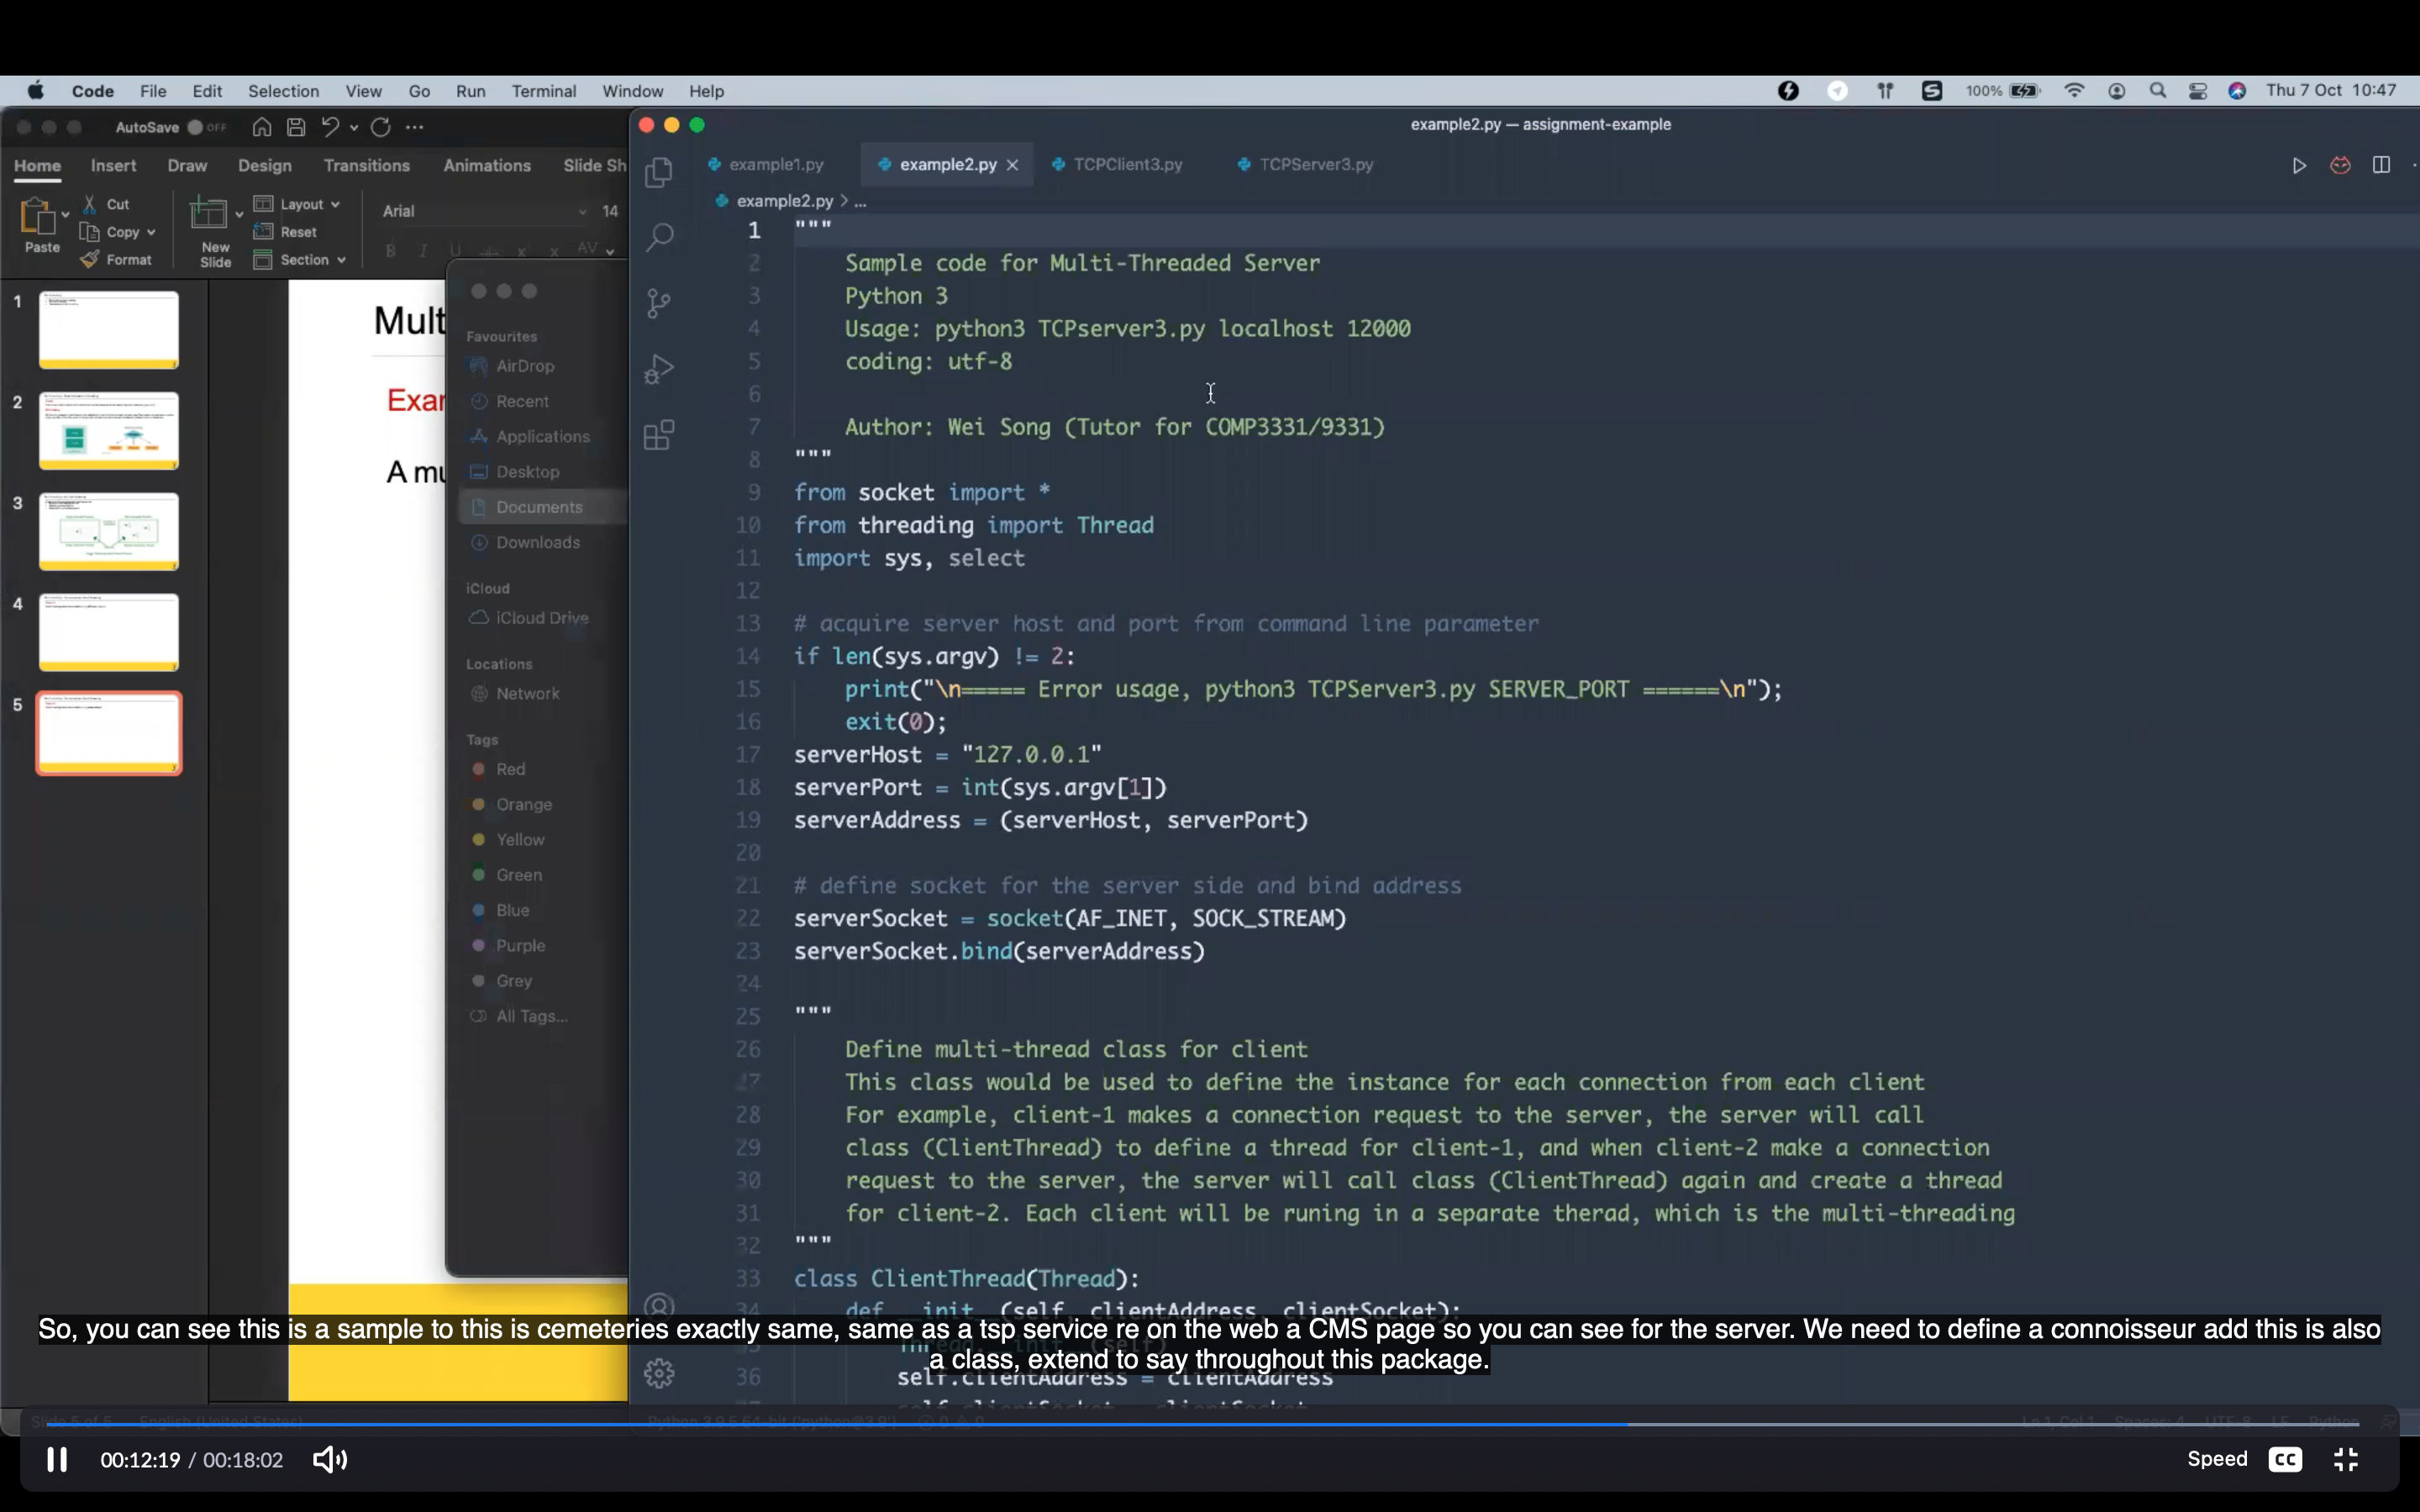 Code File Edit Selection View Go Run Terminal Window Help
100% Thu 7 Oct 10:47
AutoSave OFF
Home Insert Draw Design Transitions Animations Slide Sh
Paste
Cut
Copy
Format
New Slide
Layout
Reset
Section
Arial 14
1
2
3
4
5
Mult
Exar
A mu
Favourites
AirDrop
Recent
Applications
Desktop
Documents
Downloads
iCloud
iCloud Drive
Locations
Network
Tags
Red
Orange
Yellow
Green
Blue
Purple
Grey
All Tags...
example2.py — assignment-example
example1.py example2.py TCPClient3.py TCPServer3.py
example2.py > ...
1 """
2 Sample code for Multi-Threaded Server
3 Python 3
4 Usage: python3 TCPserver3.py localhost 12000
5 coding: utf-8
6
7 Author: Wei Song (Tutor for COMP3331/9331)
8 """
9 from socket import *
10 from threading import Thread
11 import sys, select
12
13 # acquire server host and port from command line parameter
14 if len(sys.argv) != 2:
15 print("\n===== Error usage, python3 TCPServer3.py SERVER_PORT ======\n");
16 exit(0);
17 serverHost = "127.0.0.1"
18 serverPort = int(sys.argv[1])
19 serverAddress = (serverHost, serverPort)
20
21 # define socket for the server side and bind address
22 serverSocket = socket(AF_INET, SOCK_STREAM)
23 serverSocket.bind(serverAddress)
24
25 """
26 Define multi-thread class for client
27 This class would be used to define the instance for each connection from each client
28 For example, client-1 makes a connection request to the server, the server will call
29 class (ClientThread) to define a thread for client-1, and when client-2 make a connection
30 request to the server, the server will call class (ClientThread) again and create a thread
31 for client-2. Each client will be runing in a separate therad, which is the multi-threading
32 """
33 class ClientThread(Thread):
34 def __init__(self, clientAddress, clientSocket):
36 self.clientAddress = clientAddress
So, you can see this is a sample to this is cemeteries exactly same, same as a tsp service don on the web a CMS page so you can see for the server. We need to define a connoisseur add this is also
a class, extend to say throughout this package.
Slide 5 of 5 English (United States)
00:12:19 / 00:18:02 Speed CC